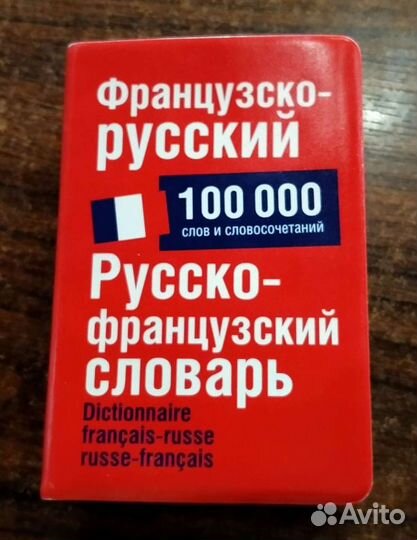 Французско-
русский
100 000
слов и словосочетаний
Русско-
французский
словарь
Dictionnaire
français-russe
russe-français
Avito